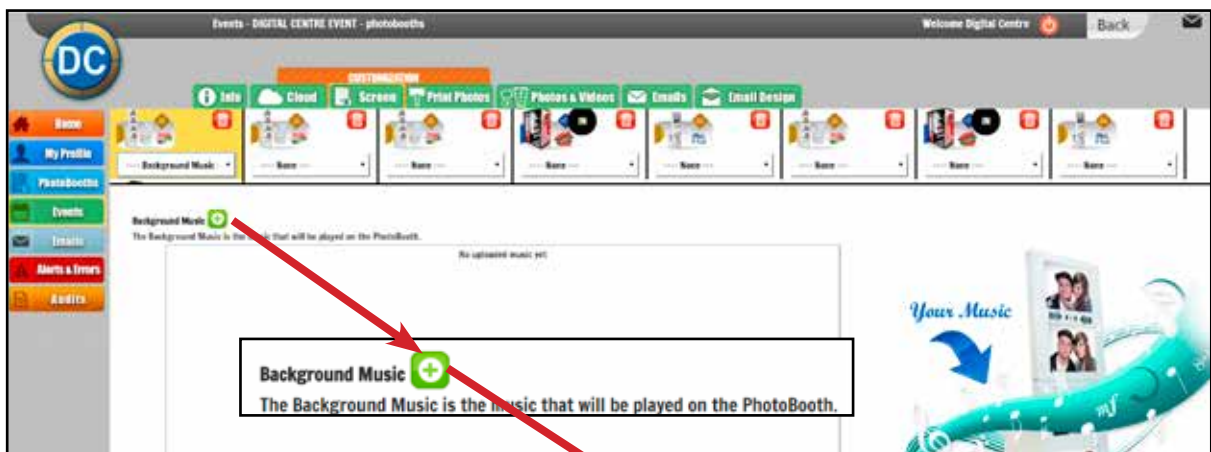 Events - DIGITAL CENTRE EVENT - photobooths
Welcome Digital Centre
Back
DC
CUSTOMIZATION
Info
Cloud
Screen
Print Photos
Photos & Videos
Emails
Email Design
Home
My Profile
PhotoBooths
Events
Emails
Alerts & Errors
Audits
--- Background Music
---- None ----
---- None ----
---- None ----
---- None ----
---- None ----
---- None ----
---- None ----
Background Music
The Background Music is the music that will be played on the PhotoBooth.
No uploaded music yet
Your Music
Background Music
The Background Music is the music that will be played on the PhotoBooth.
mf